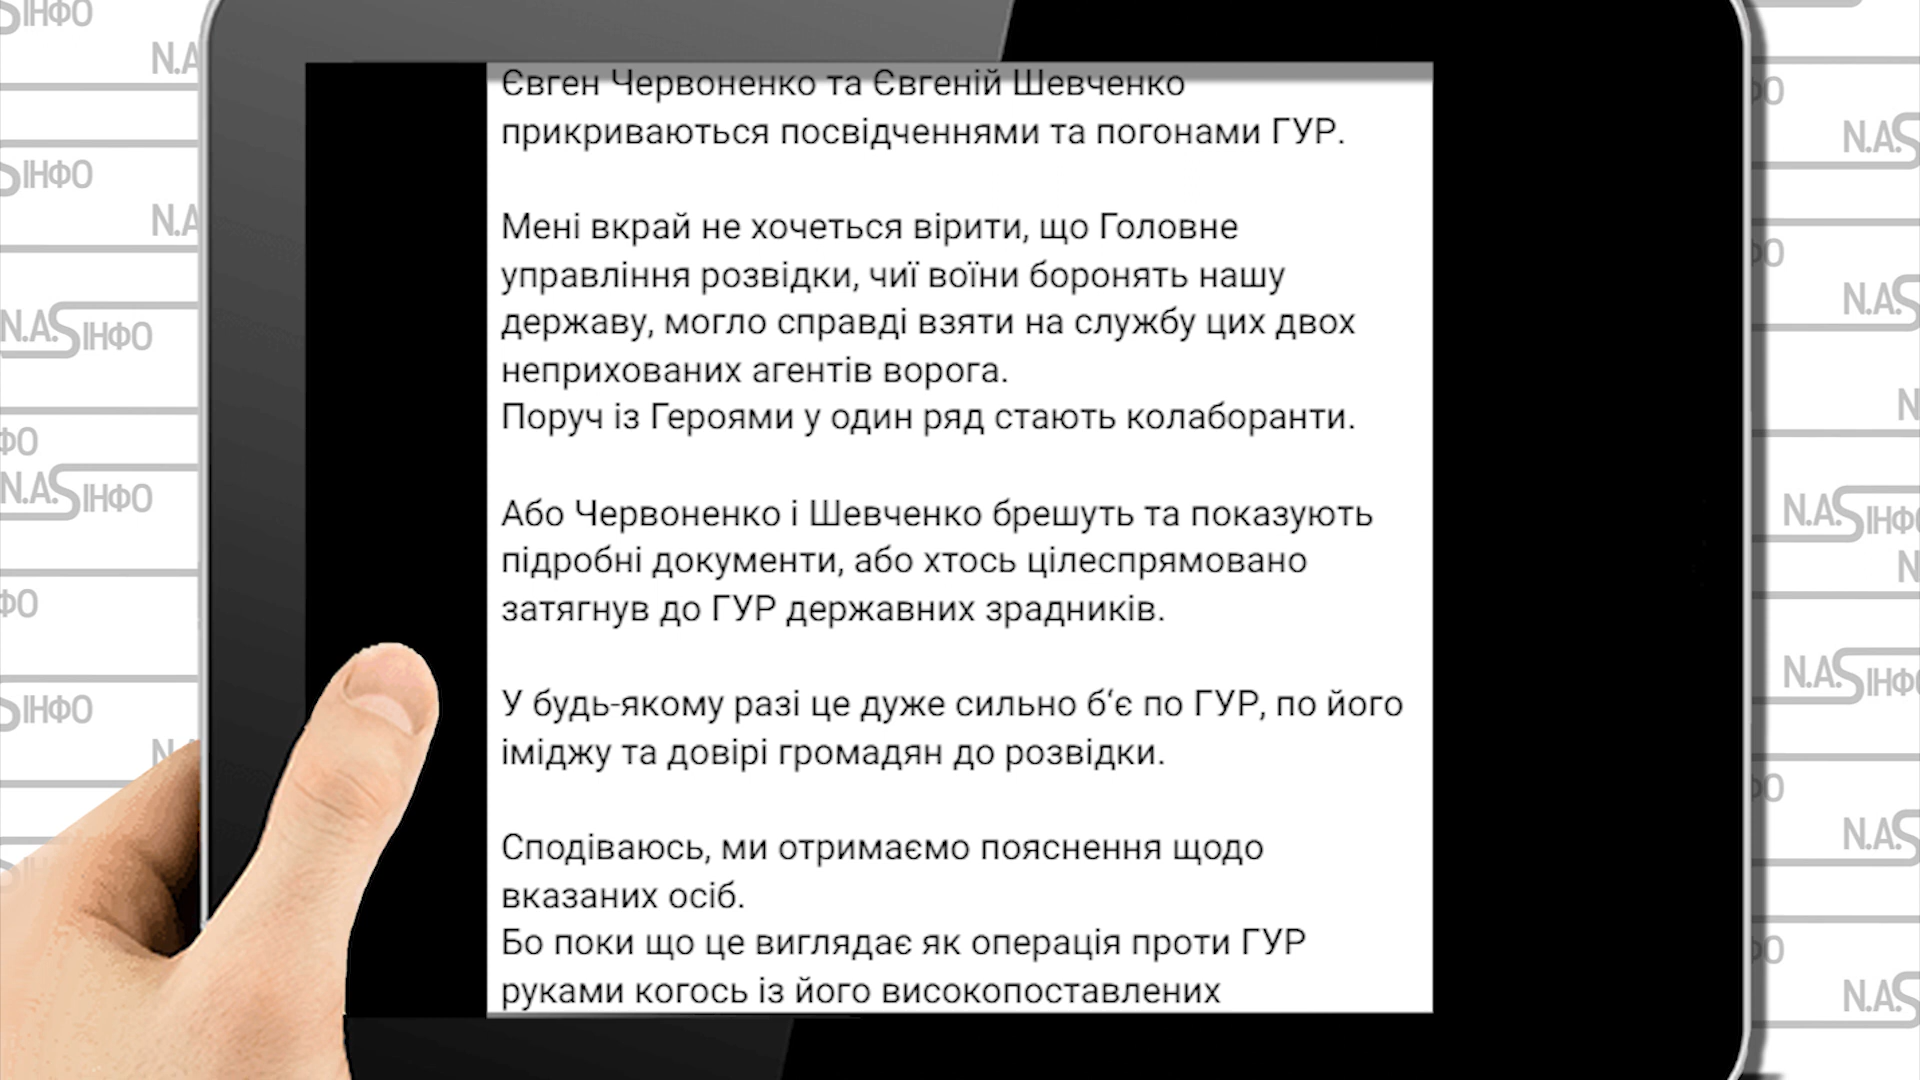 Євген Червоненко та Євгеній Шевченко
прикриваються посвідченнями та погонами ГУР.
Мені вкрай не хочеться вірити, що Головне
управління розвідки, чиї воїни боронять нашу
державу, могло справді взяти на службу цих двох
неприхованих агентів ворога.
Поруч із Героями у один ряд стають колаборанти.
Або Червоненко і Шевченко брешуть та показують
підробні документи, або хтось цілеспрямовано
затягнув до ГУР державних зрадників.
У будь-якому разі це дуже сильно б‘є по ГУР, по його
іміджу та довірі громадян до розвідки.
Сподіваюсь, ми отримаємо пояснення щодо
вказаних осіб.
Бо поки що це виглядає як операція проти ГУР
руками когось із його високопоставлених
N.A.SІНФО
N.A.SІНФО
N.A.SІНФО
N.A.SІНФО